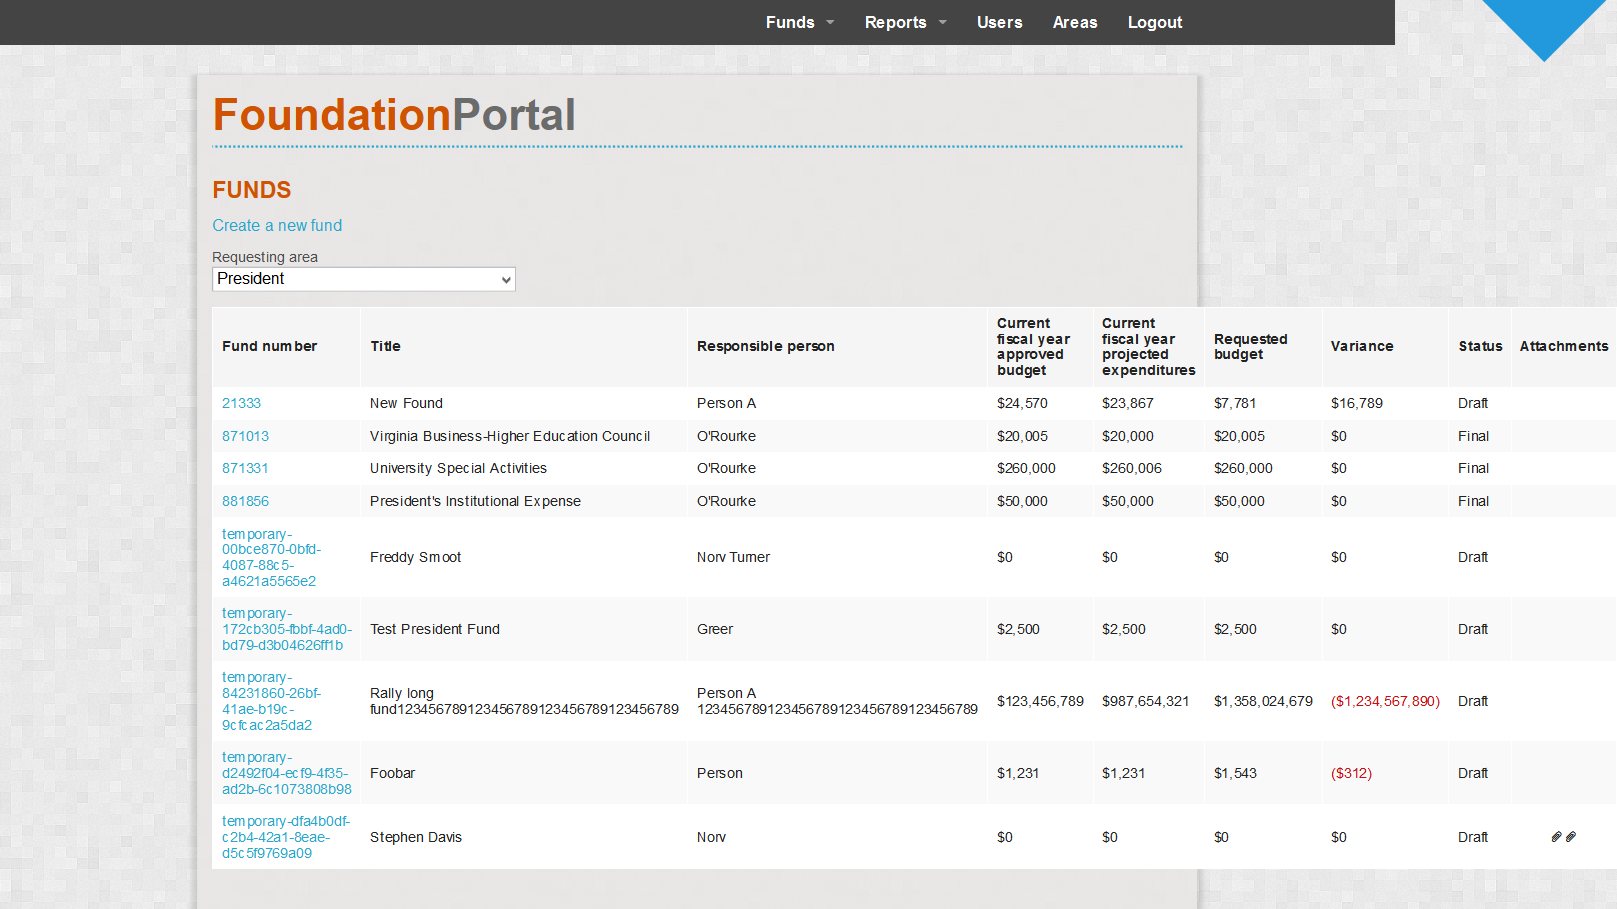 Funds Reports Users Areas Logout
FoundationPortal
FUNDS
Create a new fund
Requesting area
President
Fund number Title Responsible person Current fiscal year approved budget Current fiscal year projected expenditures Requested budget Variance Status Attachments
21333 New Found Person A $24,570 $23,867 $7,781 $16,789 Draft
871013 Virginia Business-Higher Education Council O'Rourke $20,005 $20,000 $20,005 $0 Final
871331 University Special Activities O'Rourke $260,000 $260,006 $260,000 $0 Final
881856 President's Institutional Expense O'Rourke $50,000 $50,000 $50,000 $0 Final
temporary-00bce870-0bfd-4087-88c5-a4621a5565e2 Freddy Smoot Norv Turner $0 $0 $0 $0 Draft
temporary-172cb305-fbbf-4ad0-bd79-d3b04626ff1b Test President Fund Greer $2,500 $2,500 $2,500 $0 Draft
temporary-84231860-26bf-41ae-b19c-9cfcac2a5da2 Rally long fund123456789123456789123456789123456789 Person A 123456789123456789123456789123456789 $123,456,789 $987,654,321 $1,358,024,679 ($1,234,567,890) Draft
temporary-d2492f04-ecf9-4f35-ad2b-6c1073808b98 Foobar Person $1,231 $1,231 $1,543 ($312) Draft
temporary-dfa4b0df-c2b4-42a1-8eae-d5c5f9769a09 Stephen Davis Norv $0 $0 $0 $0 Draft